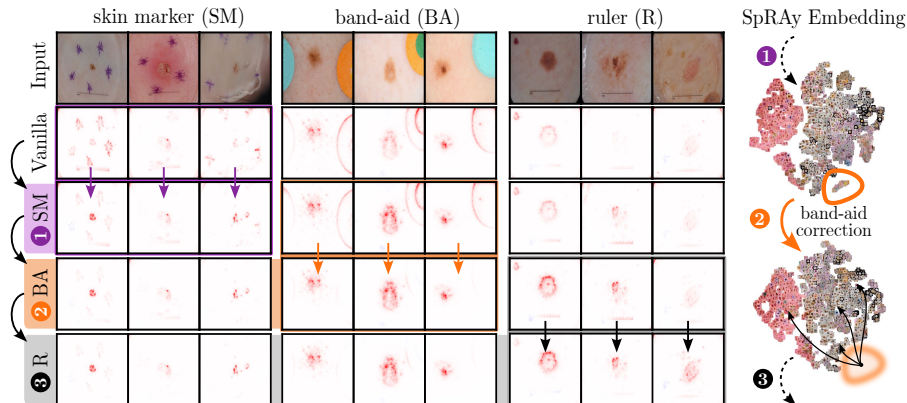 skin marker (SM)
band-aid (BA)
ruler (R)
SpRAy Embedding
Input
Vanilla
1 SM
2 BA
3 R
1
2
band-aid
correction
3